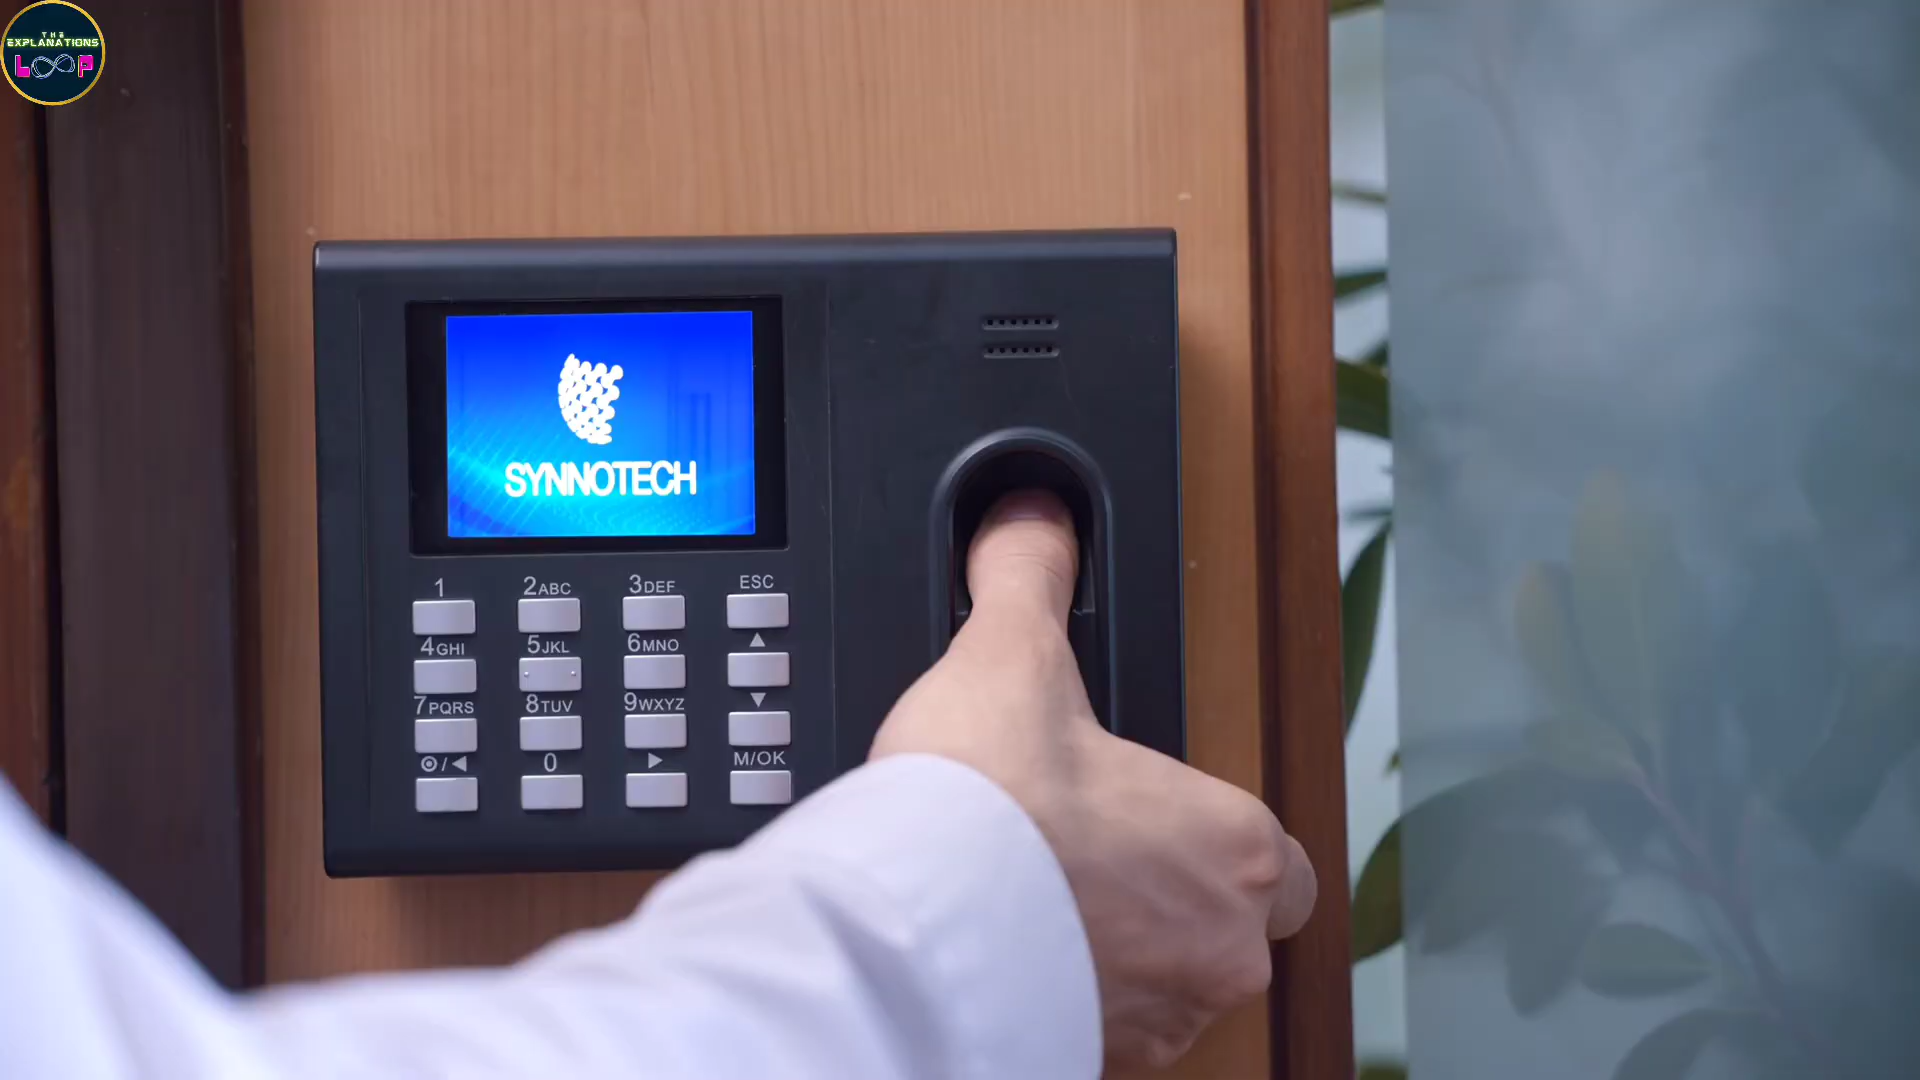 THE
EXPLANATIONS
LOOP
SYNNOTECH
1
2ABC
3DEF
ESC
4GHI
5JKL
6MNO
7PQRS
8TUV
9WXYZ
0
M/OK